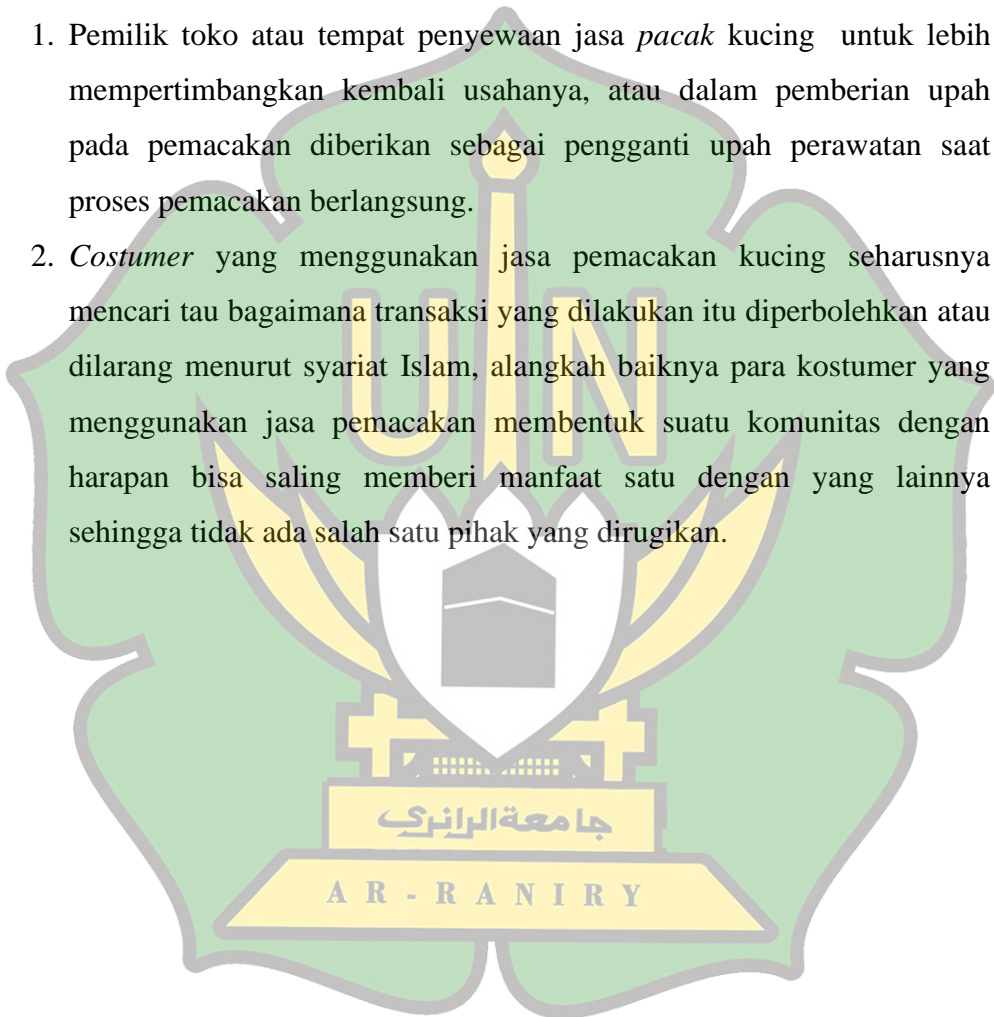 1. Pemilik toko atau tempat penyewaan jasa pacak kucing untuk lebih
mempertimbangkan kembali usahanya, atau dalam pemberian upah
pada pemacakan diberikan sebagai pengganti upah perawatan saat
proses pemacakan berlangsung.
2. Costumer yang menggunakan jasa pemacakan kucing seharusnya
mencari tau bagaimana transaksi yang dilakukan itu diperbolehkan atau
dilarang menurut syariat Islam, alangkah baiknya para kostumer yang
menggunakan jasa pemacakan membentuk suatu komunitas dengan
harapan bisa saling memberi manfaat satu dengan yang lainnya
sehingga tidak ada salah satu pihak yang dirugikan.
UIN
جامعة الرانري
AR-RANIRY